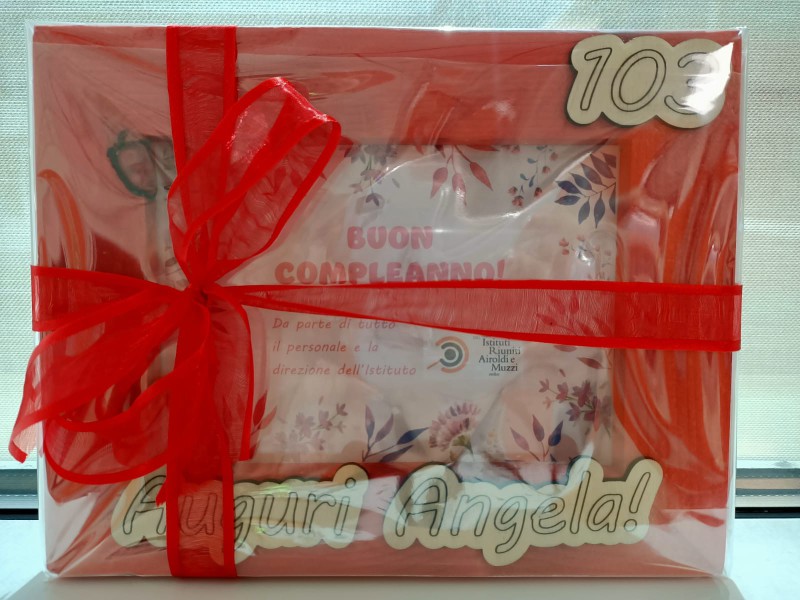 103
BUON
COMPLEANNO!
Da parte di tutto
il personale e la
direzione dell'Istituto
Istituti
Riuniti
Airoldi e
Muzzi
Auguri Angela!